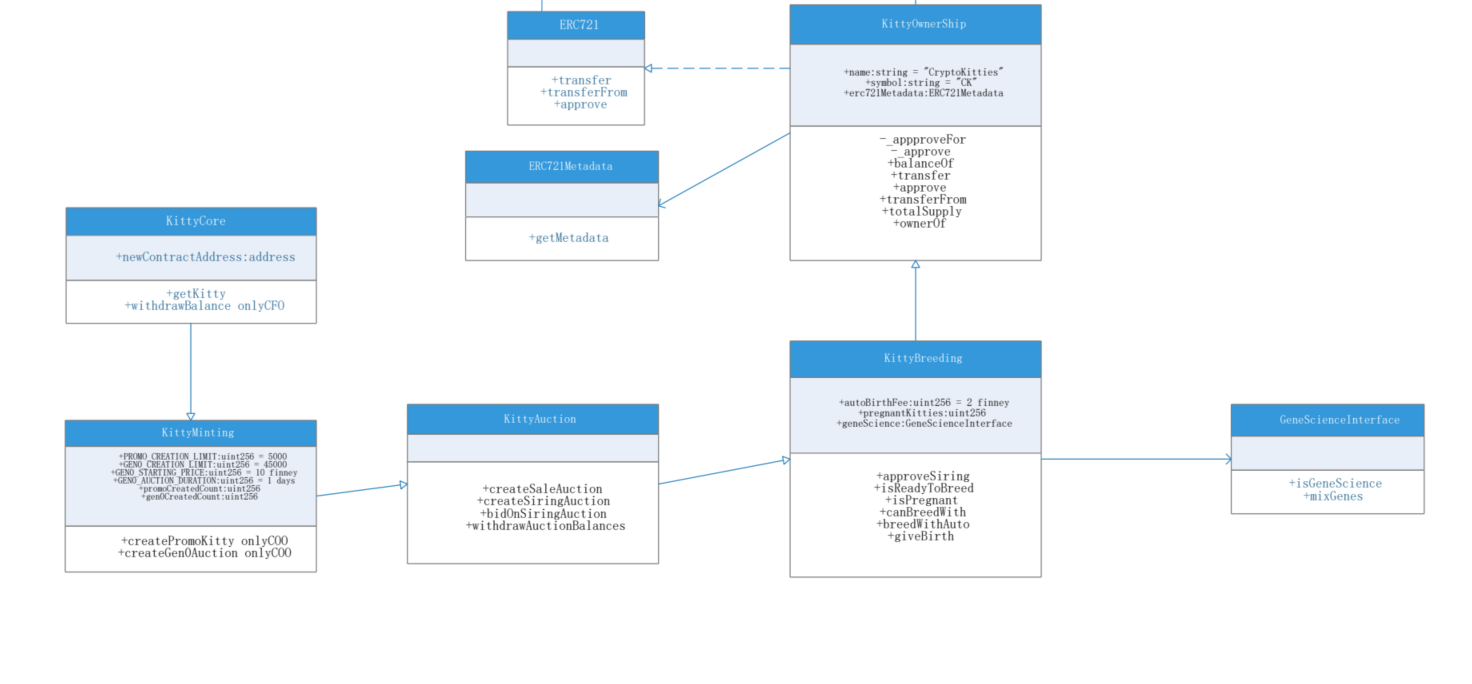 ERC721
+transfer
+transferFrom
+approve
KittyOwnerShip
+name:string = "CryptoKitties"
+symbol:string = "CK"
+erc721Metadata:ERC721Metadata
-_appproveFor
-_approve
+balanceOf
+transfer
+approve
+transferFrom
+totalSupply
+ownerOf
ERC721Metadata
+getMetadata
KittyCore
+newContractAddress:address
+getKitty
+withdrawBalance onlyCFO
KittyMinting
+PROMO_CREATION_LIMIT:uint256 = 5000
+GEN0_CREATION_LIMIT:uint256 = 45000
+GEN0_STARTING_PRICE:uint256 = 10 finney
+GEN0_AUCTION_DURATION:uint256 = 1 days
+promoCreatedCount:uint256
+gen0CreatedCount:uint256
+createPromoKitty onlyCOO
+createGen0Auction onlyCOO
KittyAuction
+createSaleAuction
+createSiringAuction
+bidOnSiringAuction
+withdrawAuctionBalances
KittyBreeding
+autoBirthFee:uint256 = 2 finney
+pregnantKitties:uint256
+geneScience:GeneScienceInterface
+approveSiring
+isReadyToBreed
+isPregnant
+canBreedWith
+breedWithAuto
+giveBirth
GeneScienceInterface
+isGeneScience
+mixGenes